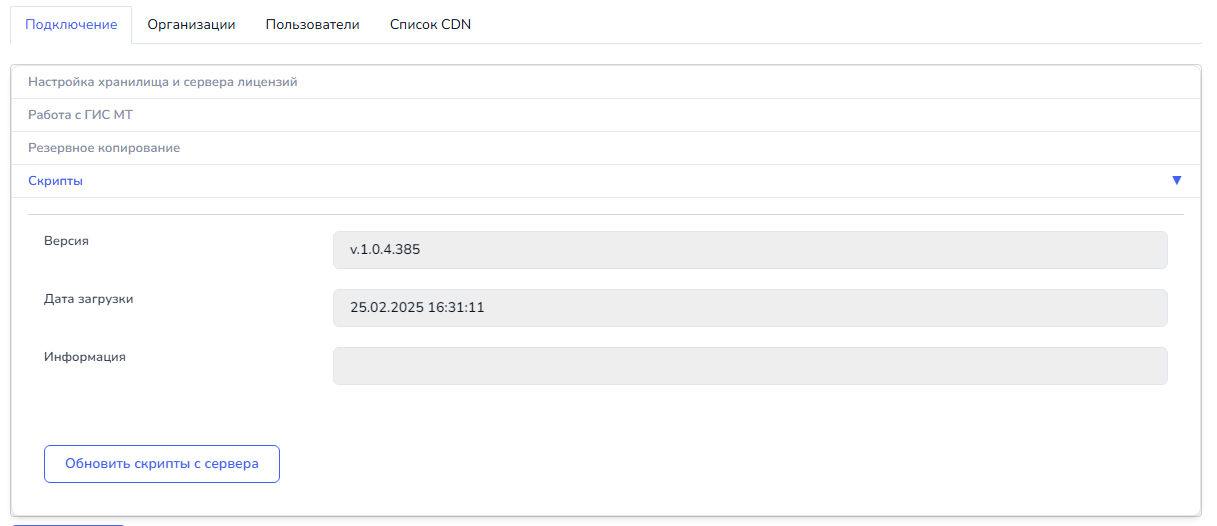 Подключение Организации Пользователи Список CDN
Настройка хранилища и сервера лицензий
Работа с ГИС МТ
Резервное копирование
Скрипты
Версия v.1.0.4.385
Дата загрузки 25.02.2025 16:31:11
Информация
Обновить скрипты с сервера